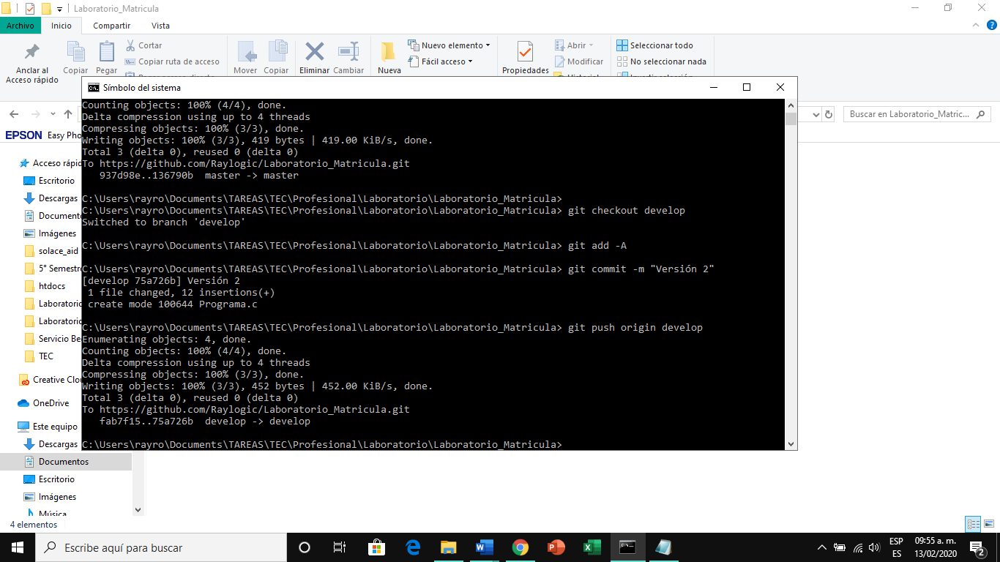 Laboratorio_Matricula
Archivo Inicio Compartir Vista
Anclar al Acceso rápido
Copiar
Pegar
Cortar
Copiar ruta de acceso
Mover
Copiar
Eliminar
Cambiar
Nueva
Nuevo elemento
Fácil acceso
Propiedades
Abrir
Modificar
Historial
Seleccionar todo
No seleccionar nada
Invertir selección
Buscar en Laboratorio_Matric...
EPSON Easy Pho
Símbolo del sistema
Counting objects: 100% (4/4), done.
Delta compression using up to 4 threads
Compressing objects: 100% (3/3), done.
Writing objects: 100% (3/3), 419 bytes | 419.00 KiB/s, done.
Total 3 (delta 0), reused 0 (delta 0)
To https://github.com/Raylogic/Laboratorio_Matricula.git
937d98e..136790b master -> master
C:\Users\rayro\Documents\TAREAS\TEC\Profesional\Laboratorio\Laboratorio_Matricula>
C:\Users\rayro\Documents\TAREAS\TEC\Profesional\Laboratorio\Laboratorio_Matricula> git checkout develop
Switched to branch 'develop'
C:\Users\rayro\Documents\TAREAS\TEC\Profesional\Laboratorio\Laboratorio_Matricula> git add -A
C:\Users\rayro\Documents\TAREAS\TEC\Profesional\Laboratorio\Laboratorio_Matricula> git commit -m "Versión 2"
[develop 75a726b] Versión 2
1 file changed, 12 insertions(+)
create mode 100644 Programa.c
C:\Users\rayro\Documents\TAREAS\TEC\Profesional\Laboratorio\Laboratorio_Matricula> git push origin develop
Enumerating objects: 4, done.
Counting objects: 100% (4/4), done.
Delta compression using up to 4 threads
Compressing objects: 100% (3/3), done.
Writing objects: 100% (3/3), 452 bytes | 452.00 KiB/s, done.
Total 3 (delta 0), reused 0 (delta 0)
To https://github.com/Raylogic/Laboratorio_Matricula.git
fab7f15..75a726b develop -> develop
C:\Users\rayro\Documents\TAREAS\TEC\Profesional\Laboratorio\Laboratorio_Matricula>
Acceso rápid
Escritorio
Descargas
Document
Imágenes
solace_aid
5° Semestre
htdocs
Laboratorio
Laboratorio
Servicio Be
TEC
Creative Clou
OneDrive
Este equipo
Descargas
Documentos
Escritorio
Imágenes
Música
4 elementos
Escribe aquí para buscar
ESP
ES
09:55 a. m.
13/02/2020
2